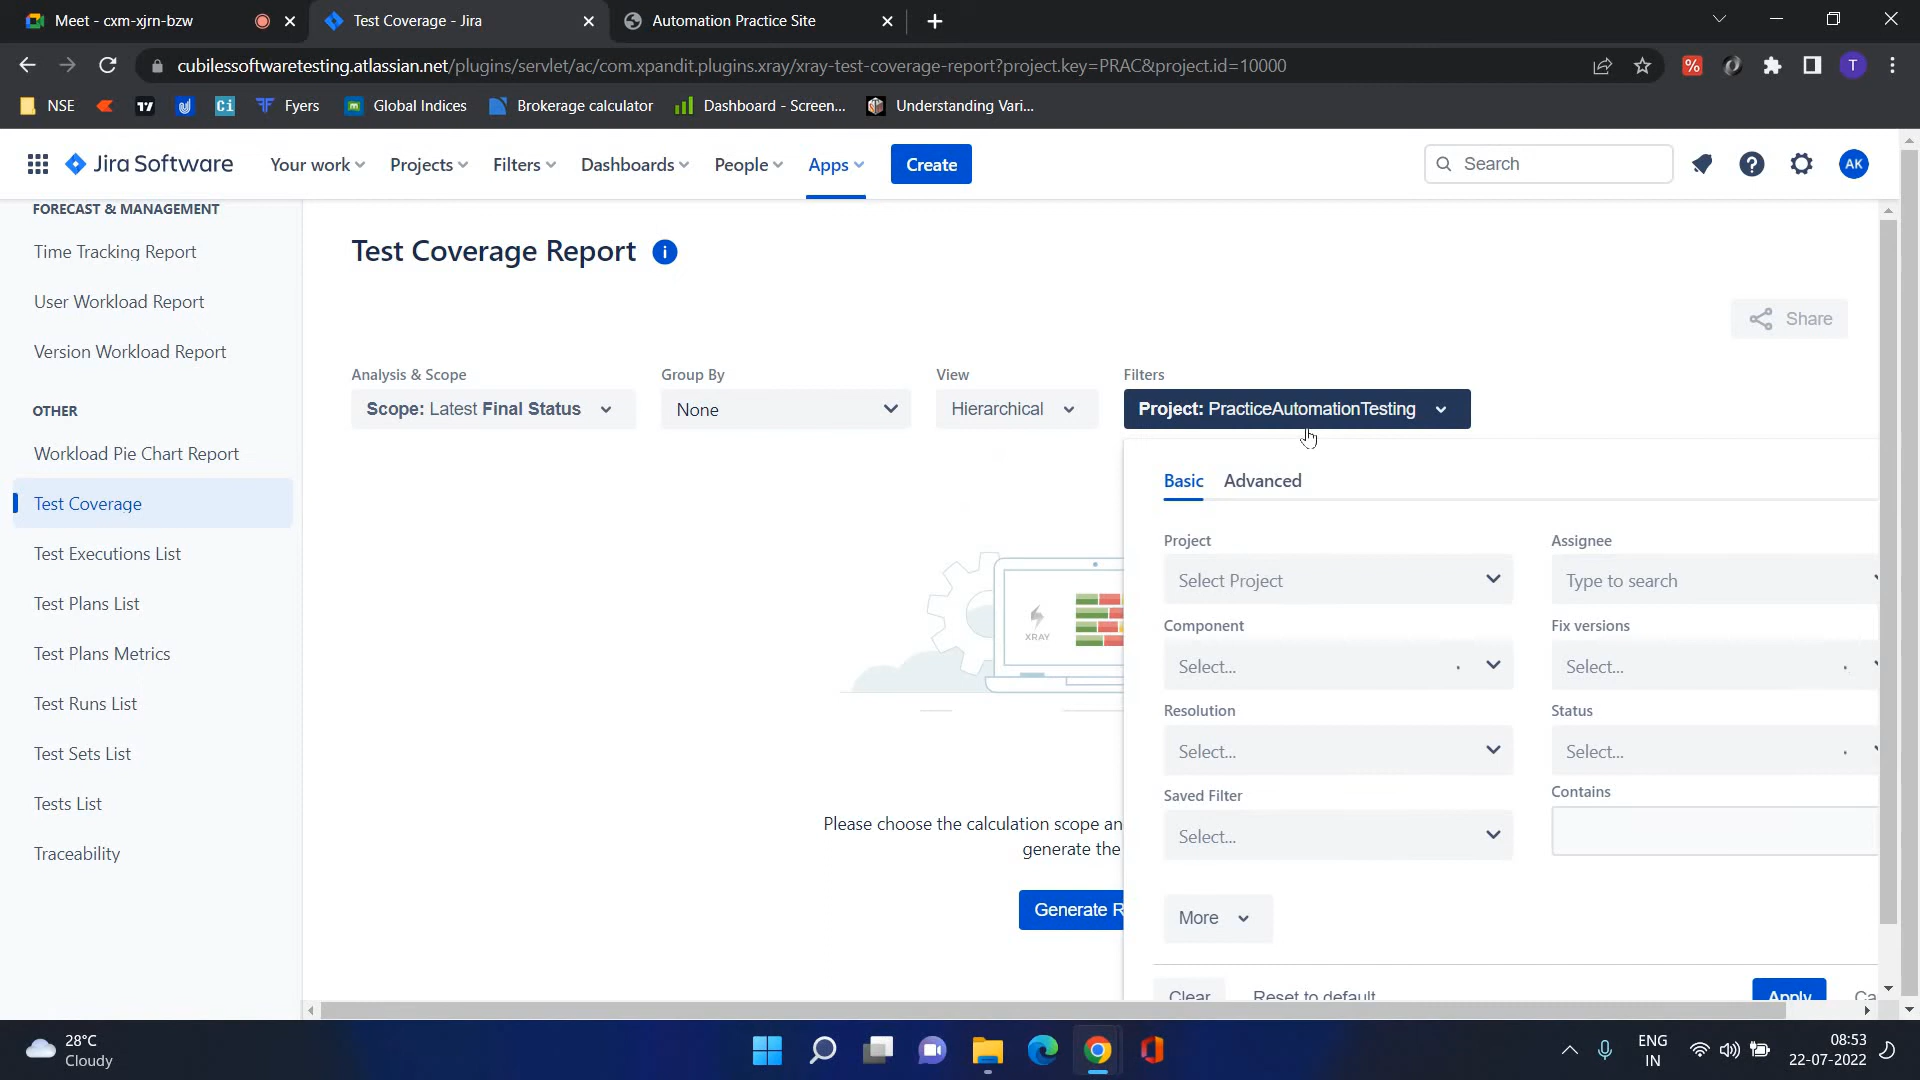 Meet - cxm-xjrn-bzw
Test Coverage - Jira
Automation Practice Site
cubilessoftwaretesting.atlassian.net/plugins/servlet/ac/com.xpandit.plugins.xray/xray-test-coverage-report?project.key=PRAC&project.id=10000
T
NSE
Ci
Fyers
Global Indices
Brokerage calculator
Dashboard - Screen...
Understanding Vari...
Jira Software
Your work
Projects
Filters
Dashboards
People
Apps
Create
Search
AK
FORECAST & MANAGEMENT
Time Tracking Report
User Workload Report
Version Workload Report
OTHER
Workload Pie Chart Report
Test Coverage
Test Executions List
Test Plans List
Test Plans Metrics
Test Runs List
Test Sets List
Tests List
Traceability
Test Coverage Report
Share
Analysis & Scope
Group By
View
Filters
Scope: Latest Final Status
None
Hierarchical
Project: PracticeAutomationTesting
Basic
Advanced
Project
Assignee
Select Project
Type to search
Component
Fix versions
Select...
Select...
Resolution
Status
Select...
Select...
Saved Filter
Contains
Select...
More
Clear
Reset to default
Apply
Ca
XRAY
Please choose the calculation scope an
generate the
Generate R
28°C
Cloudy
ENG
IN
08:53
22-07-2022